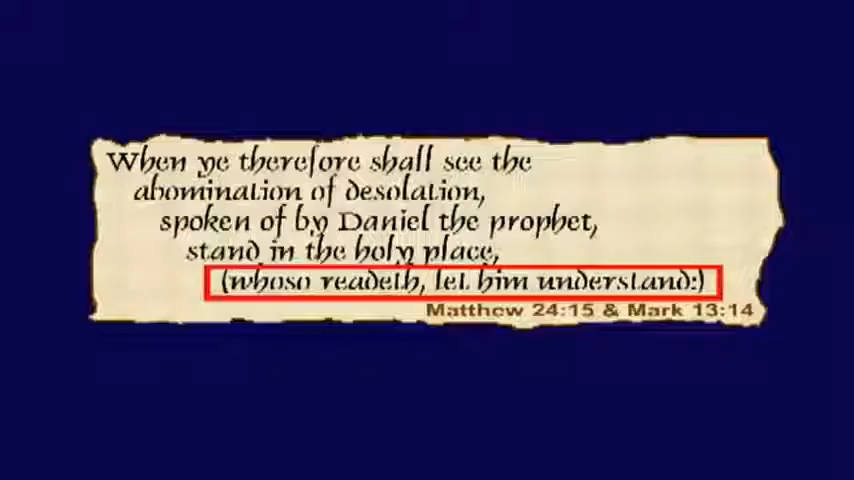 When ye therefore shall see the
abomination of desolation,
spoken of by Daniel the prophet,
stand in the holy place,
(whoso readeth, let him understand:)
Matthew 24:15 & Mark 13:14